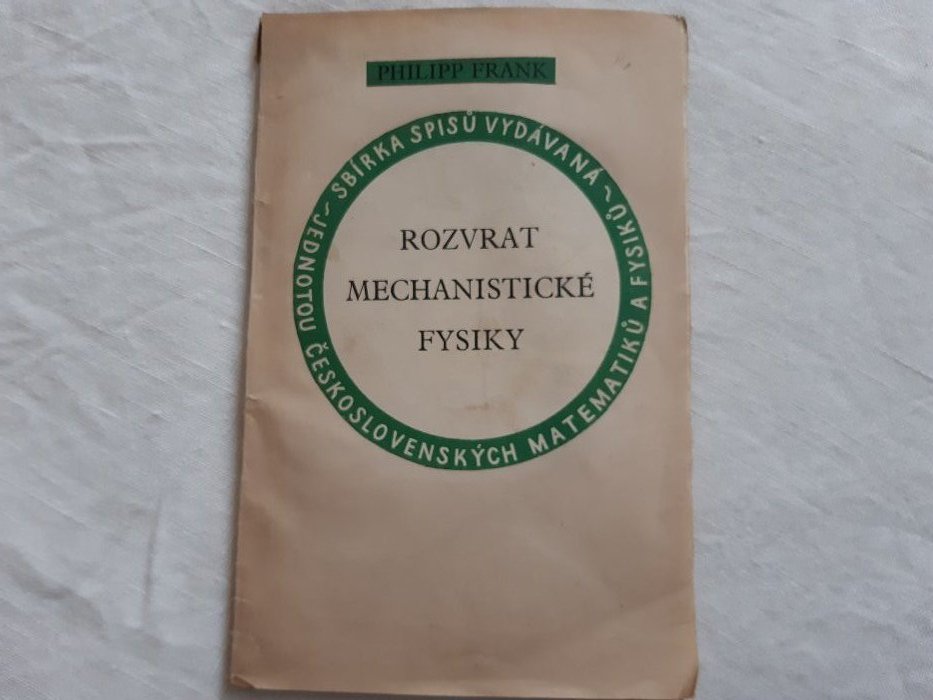 PHILIPP FRANK
SBÍRKA SPISŮ VYDÁVANÁ ~
JEDNOTOU ČESKOSLOVENSKÝCH MATEMATIKŮ A FYSIKŮ ~
ROZVRAT
MECHANISTICKÉ
FYSIKY